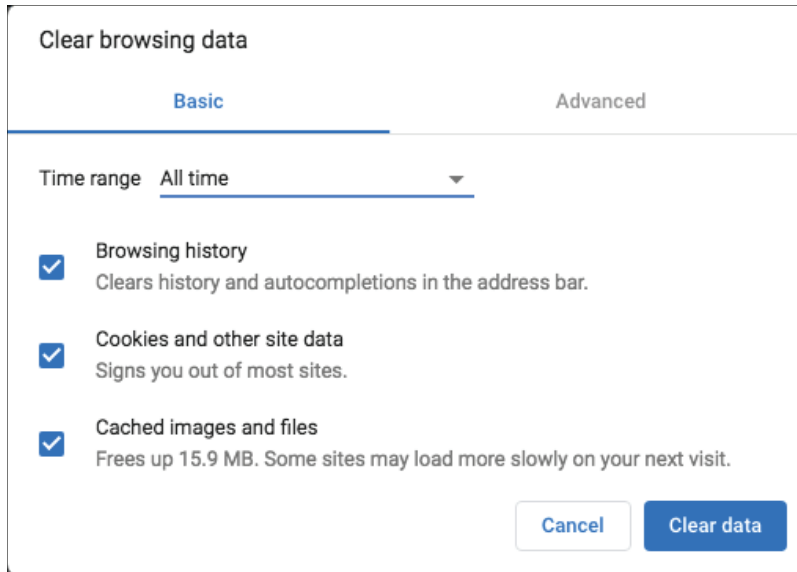 Clear browsing data
Basic Advanced
Time range All time
Browsing history
Clears history and autocompletions in the address bar.
Cookies and other site data
Signs you out of most sites.
Cached images and files
Frees up 15.9 MB. Some sites may load more slowly on your next visit.
Cancel Clear data